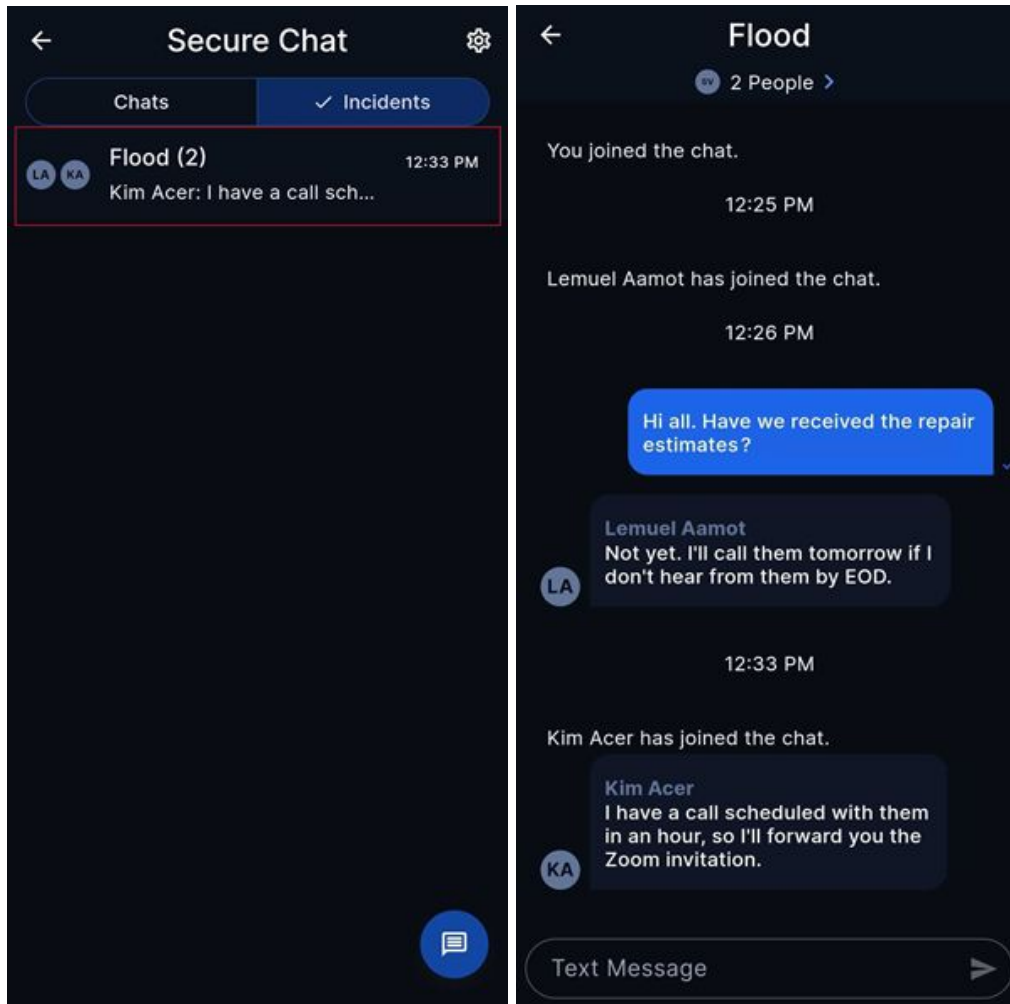 Secure Chat
Chats
Incidents
LA KA
Flood (2)
12:33 PM
Kim Acer: I have a call sch...
Flood
SV 2 People
You joined the chat.
12:25 PM
Lemuel Aamot has joined the chat.
12:26 PM
Hi all. Have we received the repair
estimates?
Lemuel Aamot
Not yet. I'll call them tomorrow if I
don't hear from them by EOD.
LA
12:33 PM
Kim Acer has joined the chat.
Kim Acer
I have a call scheduled with them
in an hour, so I'll forward you the
Zoom invitation.
KA
Text Message